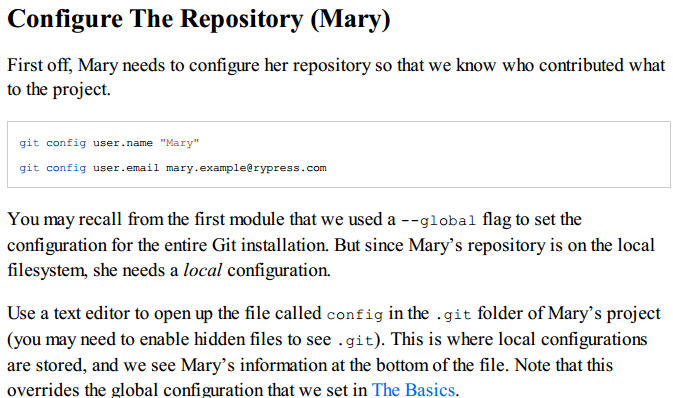 Configure The Repository (Mary)
First off, Mary needs to configure her repository so that we know who contributed what
to the project.
git config user.name "Mary"
git config user.email mary.example@rypress.com
You may recall from the first module that we used a --global flag to set the
configuration for the entire Git installation. But since Mary’s repository is on the local
filesystem, she needs a local configuration.
Use a text editor to open up the file called config in the .git folder of Mary’s project
(you may need to enable hidden files to see .git). This is where local configurations
are stored, and we see Mary’s information at the bottom of the file. Note that this
overrides the global configuration that we set in The Basics.